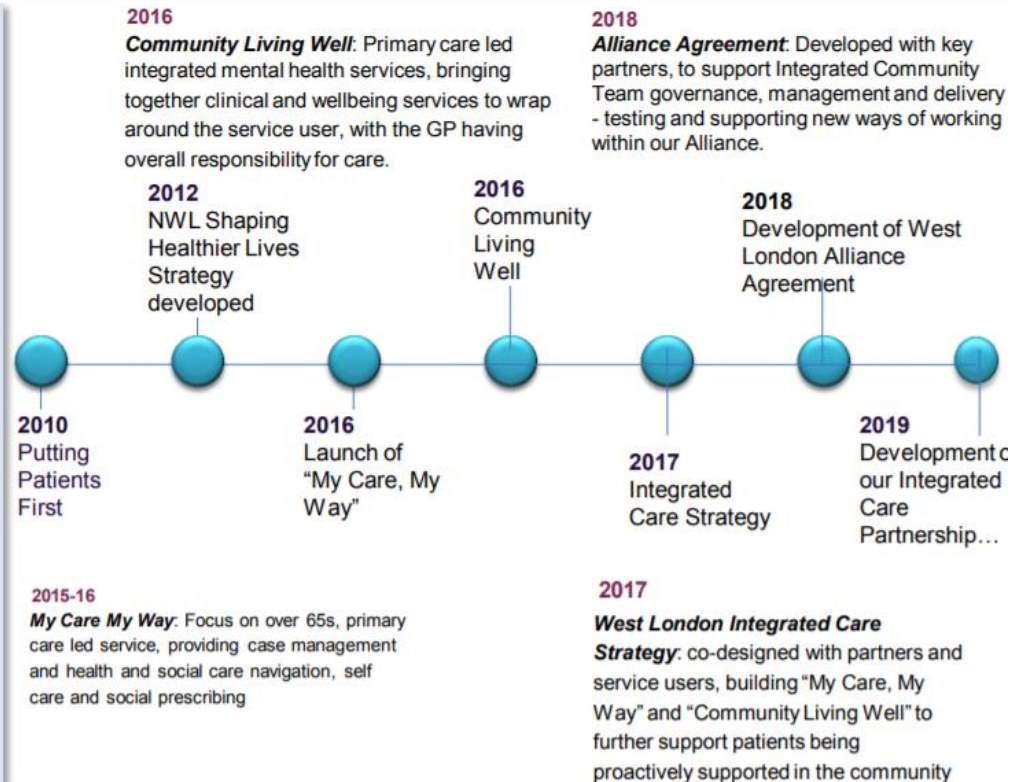 2016
Community Living Well: Primary care led
integrated mental health services, bringing
together clinical and wellbeing services to wrap
around the service user, with the GP having
overall responsibility for care.
2018
Alliance Agreement: Developed with key
partners, to support Integrated Community
Team governance, management and delivery
- testing and supporting new ways of working
within our Alliance.
2012
NWL Shaping
Healthier Lives
Strategy
developed
2016
Community
Living
Well
2018
Development of West
London Alliance
Agreement
2010
Putting
Patients
First
2016
Launch of
“My Care, My
Way”
2017
Integrated
Care Strategy
2019
Development
our Integrated
Care
Partnership…
2015-16
My Care My Way: Focus on over 65s, primary
care led service, providing case management
and health and social care navigation, self
care and social prescribing
2017
West London Integrated Care
Strategy: co-designed with partners and
service users, building “My Care, My
Way” and “Community Living Well” to
further support patients being
proactively supported in the community